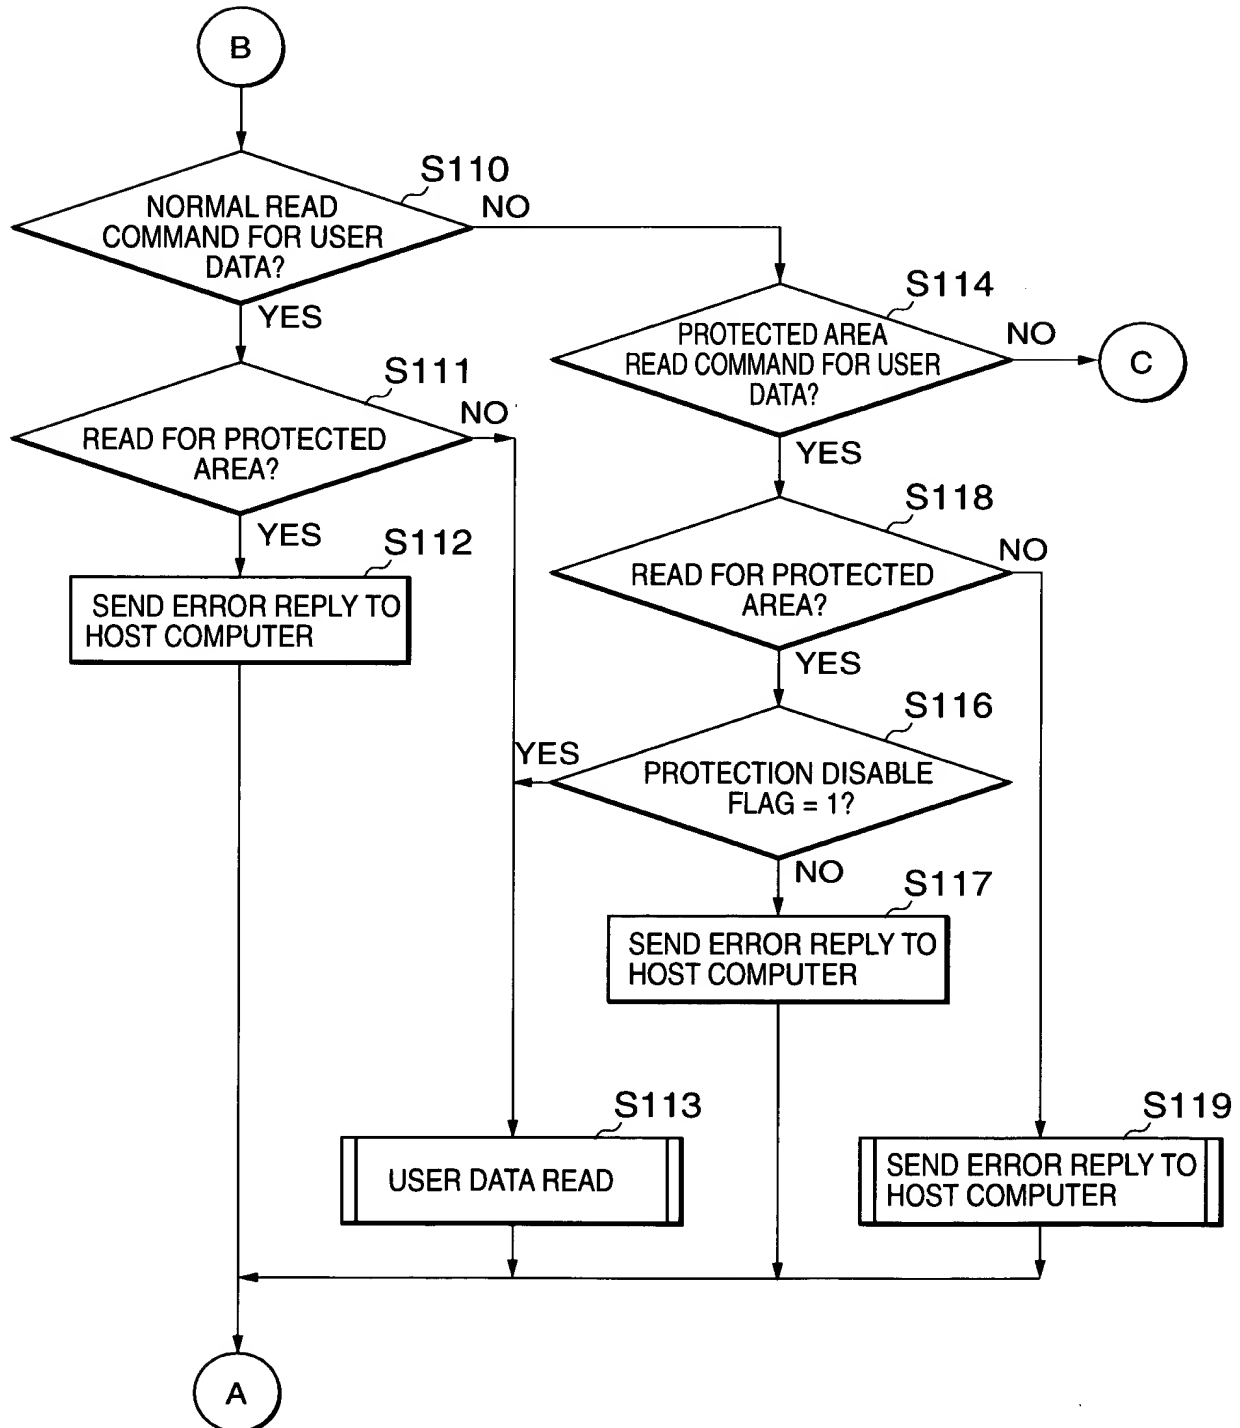 B
S110
NORMAL READ
COMMAND FOR USER
DATA?
NO
YES
S114
PROTECTED AREA
READ COMMAND FOR USER
DATA?
NO
C
YES
S111
READ FOR PROTECTED
AREA?
NO
YES
S112
SEND ERROR REPLY TO
HOST COMPUTER
S118
READ FOR PROTECTED
AREA?
NO
YES
S116
PROTECTION DISABLE
FLAG = 1?
YES
NO
S117
SEND ERROR REPLY TO
HOST COMPUTER
S113
USER DATA READ
S119
SEND ERROR REPLY TO
HOST COMPUTER
A